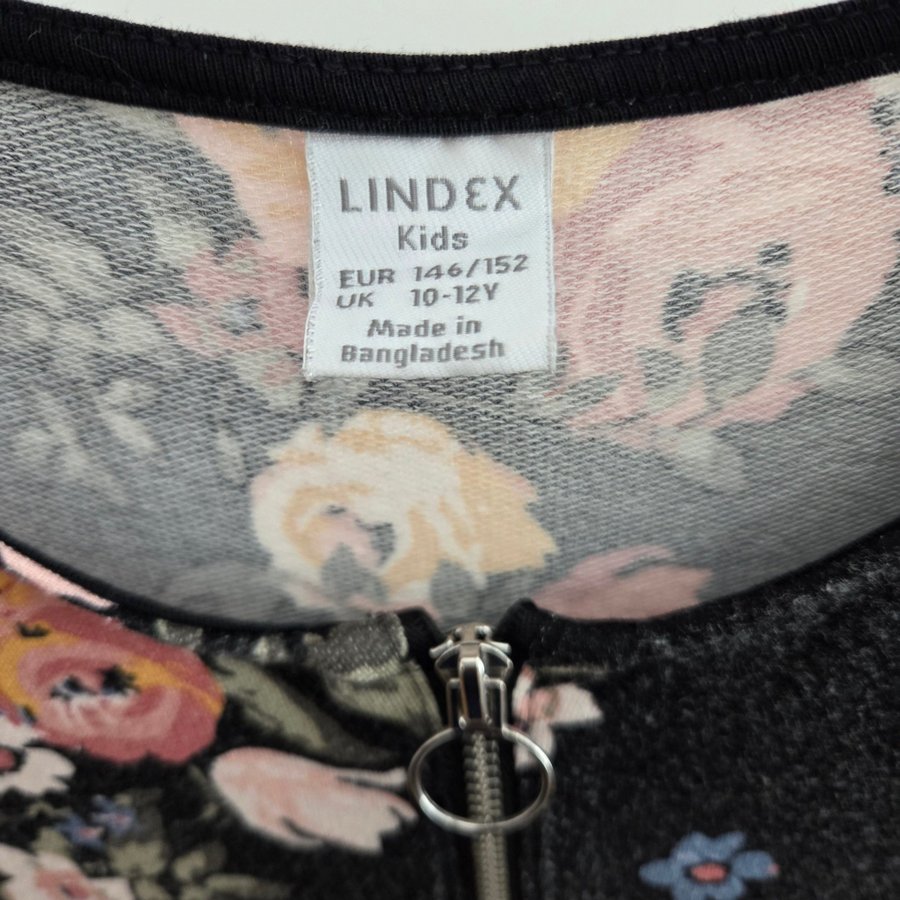 LINDEX
Kids
EUR 146/152
UK 10-12Y
Made in
Bangladesh